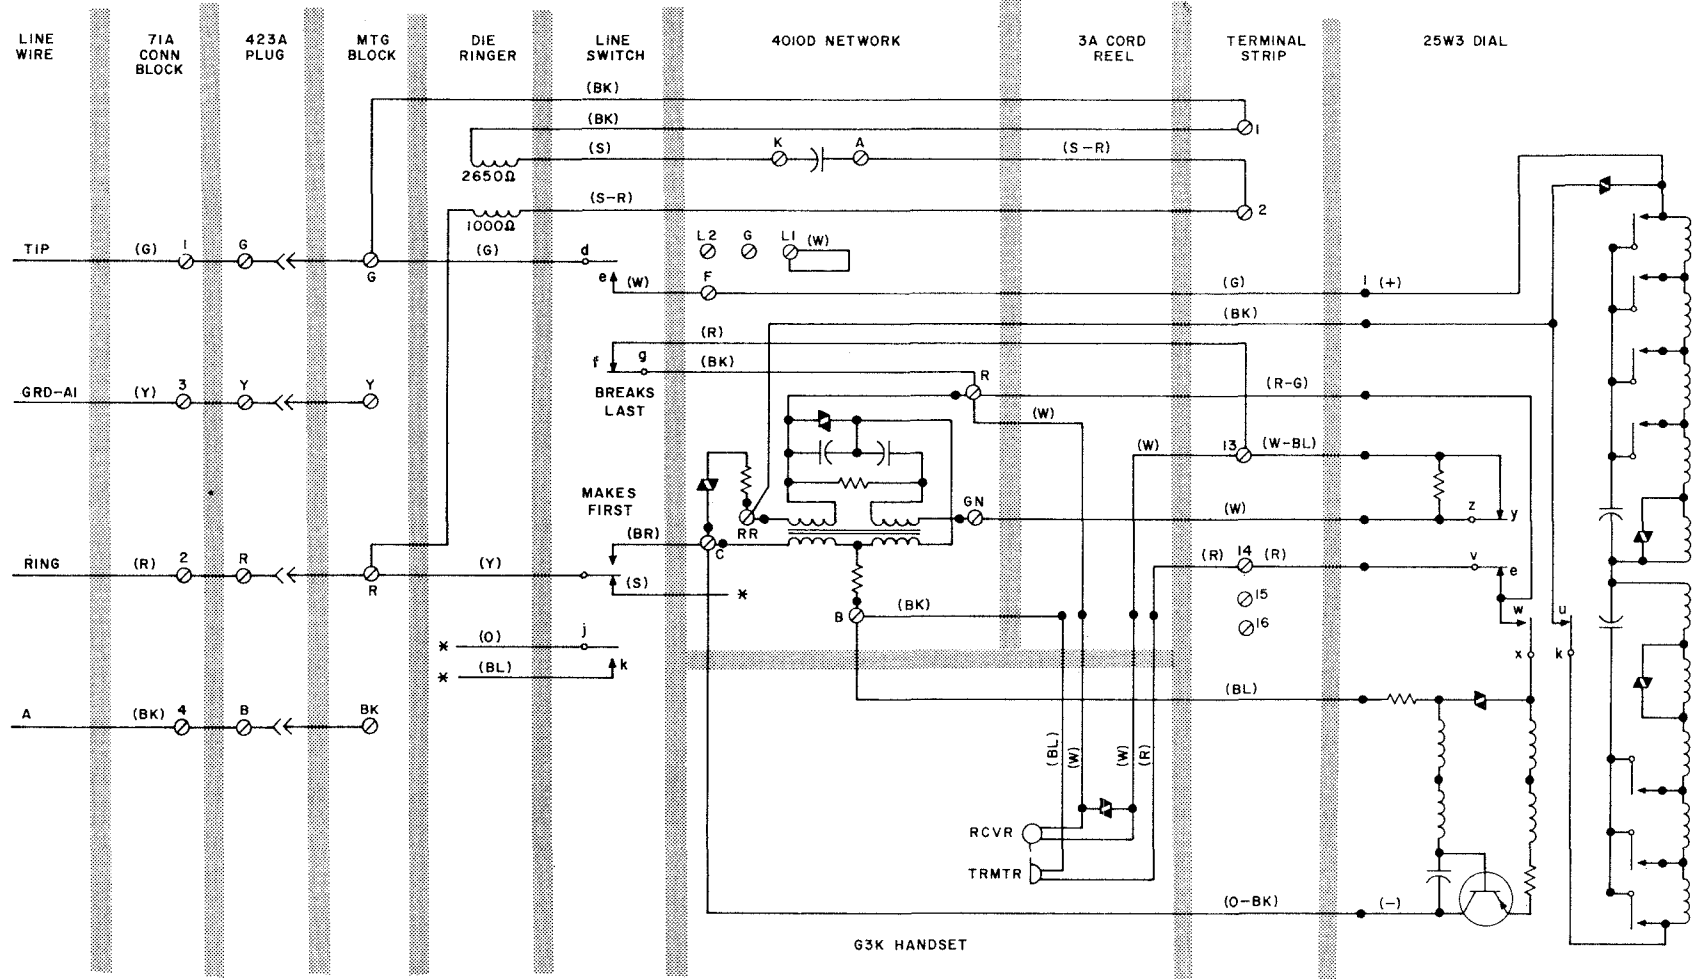 LINE WIRE
71A CONN BLOCK
423A PLUG
MTG BLOCK
DIE RINGER
LINE SWITCH
4010D NETWORK
3A CORD REEL
TERMINAL STRIP
25W3 DIAL
(BK)
(BK)
1
(S)
K
A
(S-R)
2650Ω
(S-R)
2
1000Ω
TIP
(G)
1
G
G
(G)
d
e
(W)
L2
G
L1
(W)
F
(G)
1
(+)
(BK)
(R)
f
g
(BK)
BREAKS LAST
R
(R-G)
(W)
GRD-A1
(Y)
3
Y
Y
(W)
13
(W-BL)
MAKES FIRST
RR
GN
(W)
z
y
(BR)
C
RING
(R)
2
R
R
(Y)
(S)
*
(R)
14
(R)
v
e
15
16
w
u
x
k
B
(BK)
*
(O)
j
*
(BL)
k
(BL)
A
(BK)
4
B
BK
(BL)
(W)
(W)
(R)
RCVR
TRMTR
(O-BK)
(-)
G3K HANDSET